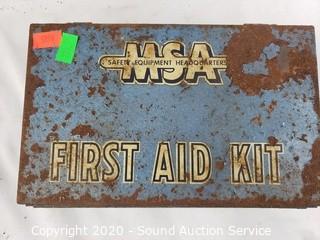 MSA
SAFETY EQUIPMENT HEADQUARTERS
FIRST AID KIT
Copyright 2020 - Sound Auction Service